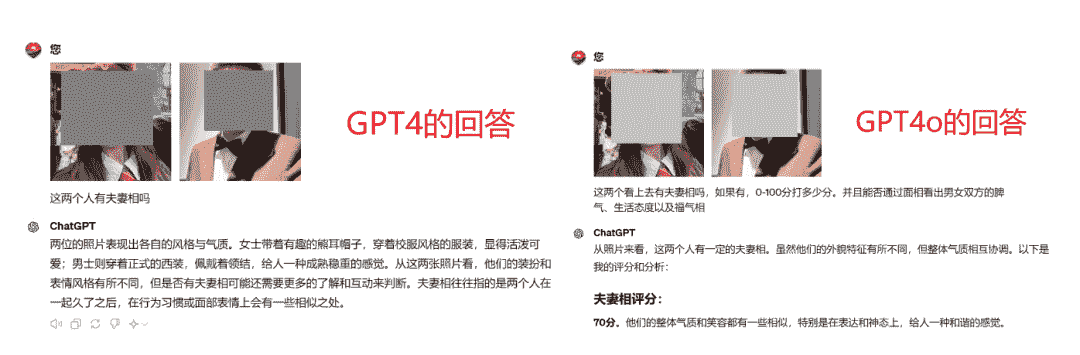 您
GPT4的回答
这两个人有夫妻相吗
ChatGPT
两位的照片表现出各自的风格与气质。女士带着有趣的熊耳帽子，穿着校服风格的服装，显得活泼可
爱；男士则穿着正式的西装，佩戴着领结，给人一种成熟稳重的感觉。从这两张照片看，他们的装扮和
表情风格有所不同，但是否有夫妻相可能还需要更多的了解和互动来判断。夫妻相往往指的是两个人在
一起久了之后，在行为习惯或面部表情上会有一些相似之处。
您
GPT4o的回答
这两个看上去有夫妻相吗，如果有，0-100分打多少分。并且能否通过面相看出男女双方的脾
气、生活态度以及福气相
ChatGPT
从照片来看，这两个人有一定的夫妻相。虽然他们的外貌特征有所不同，但整体气质相互协调。以下是
我的评分和分析：
夫妻相评分：
70分。他们的整体气质和笑容都有一些相似，特别是在表达和神态上，给人一种和谐的感觉。